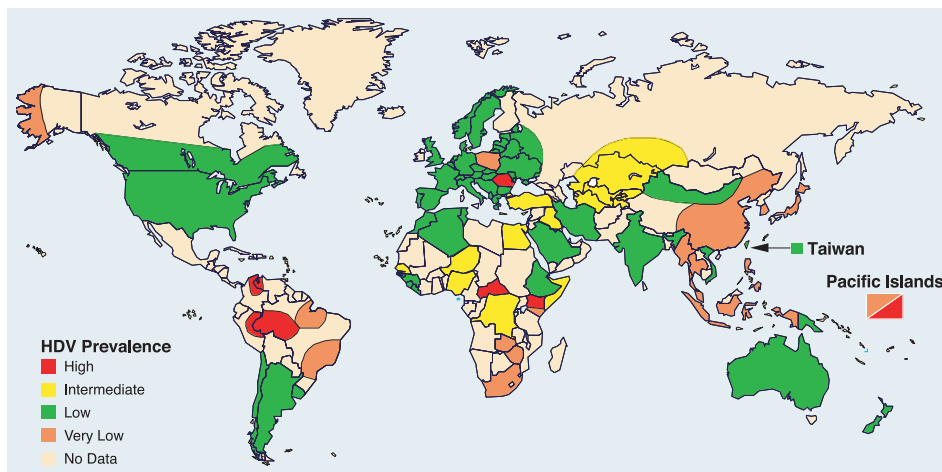 Taiwan
Pacific Islands
HDV Prevalence
High
Intermediate
Low
Very Low
No Data